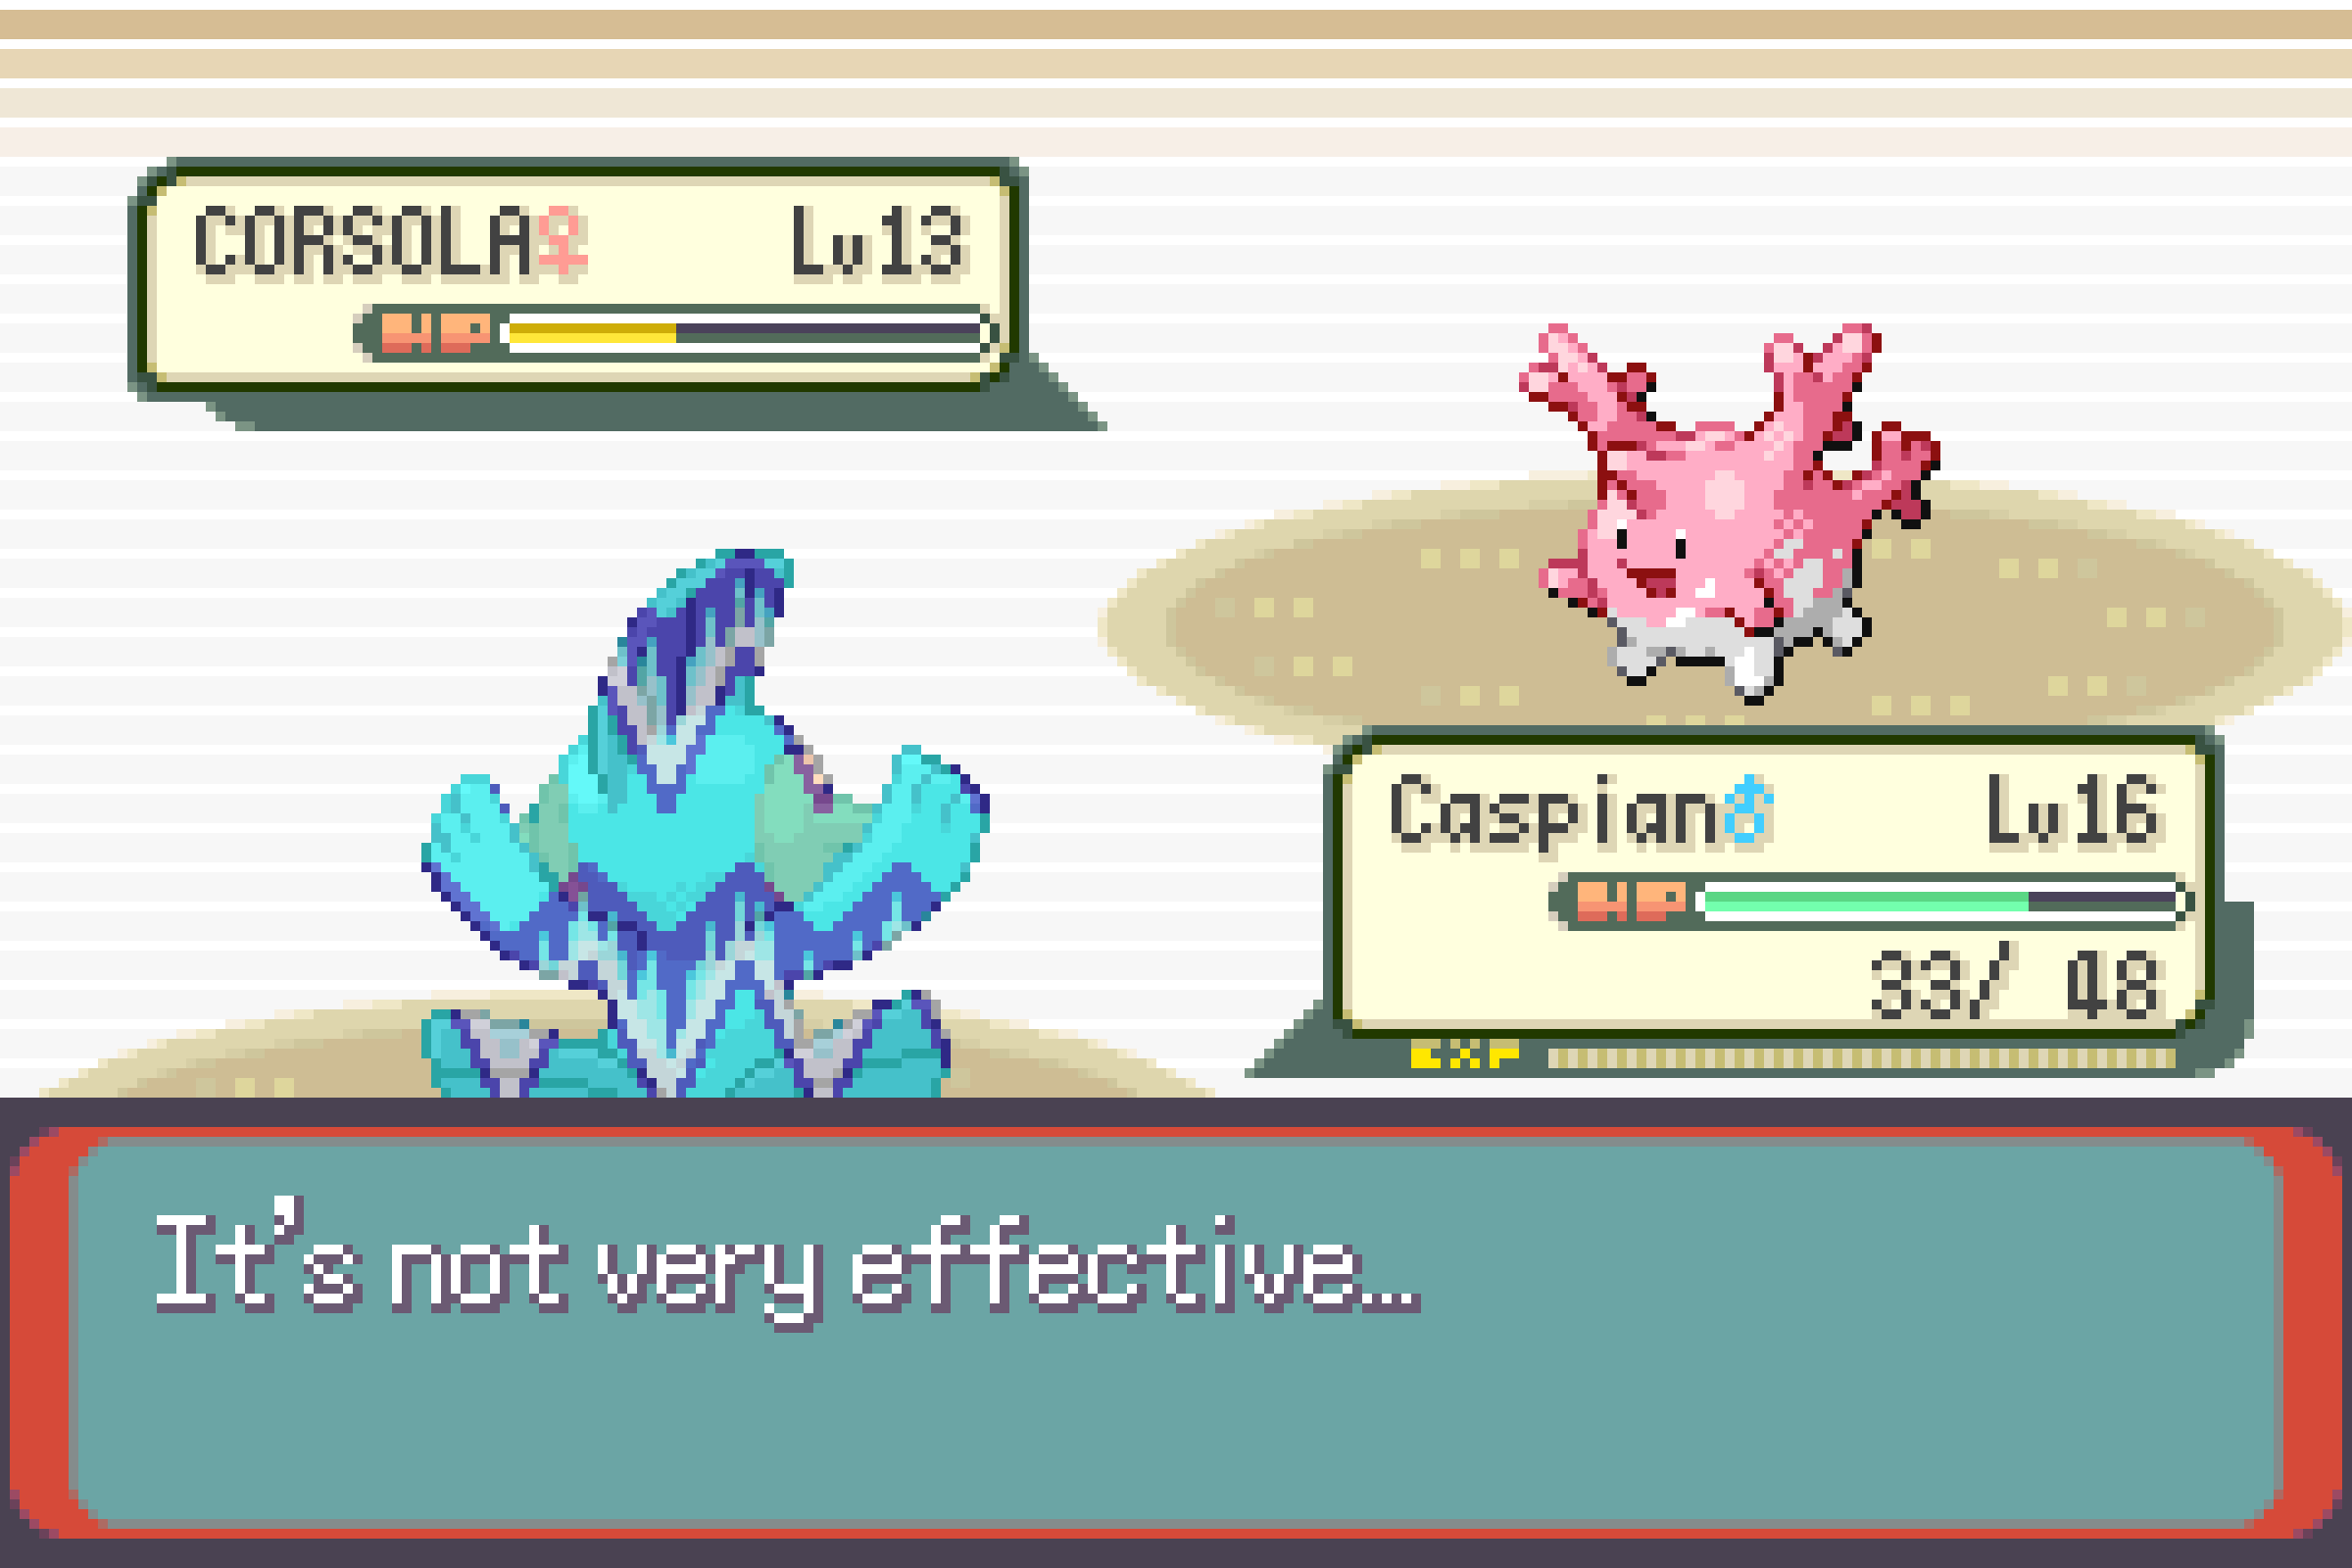 CORSOLA♀ Lv13
HP
Caspian♂ Lv16
HP
33/ 48
EXP
It's not very effective…